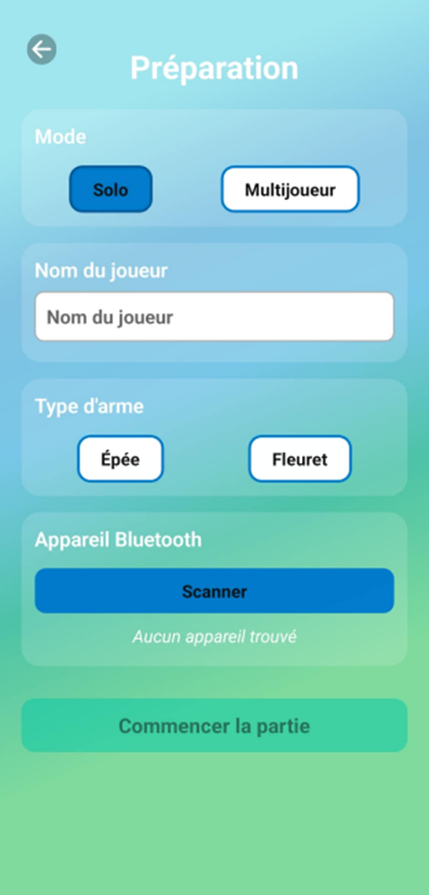 Préparation
Mode
Solo
Multijoueur
Nom du joueur
Nom du joueur
Type d'arme
Épée
Fleuret
Appareil Bluetooth
Scanner
Aucun appareil trouvé
Commencer la partie